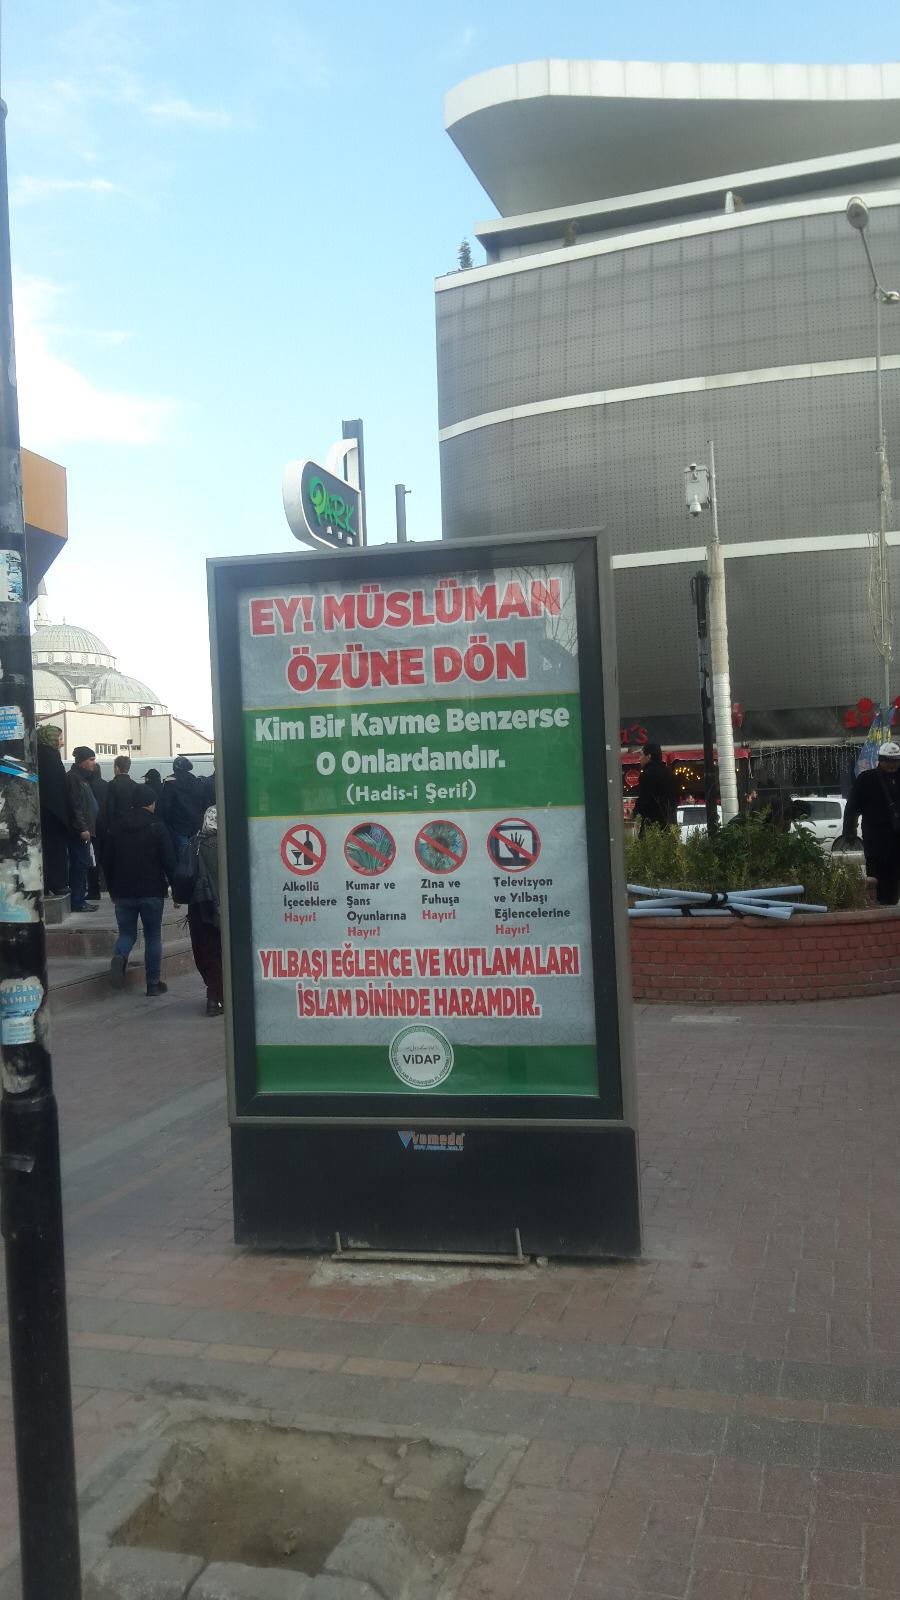 PARK
EY! MÜSLÜMAN
ÖZÜNE DÖN
Kim Bir Kavme Benzerse
O Onlardandır.
(Hadis-i Şerif)
Alkollü
İçeceklere
Hayır!
Kumar ve
Şans
Oyunlarına
Hayır!
Zina ve
Fuhuşa
Hayır!
Televizyon
ve Yılbaşı
Eğlencelerine
Hayır!
YILBAŞI EĞLENCE VE KUTLAMALARI
İSLAM DİNİNDE HARAMDIR.
ViDAP